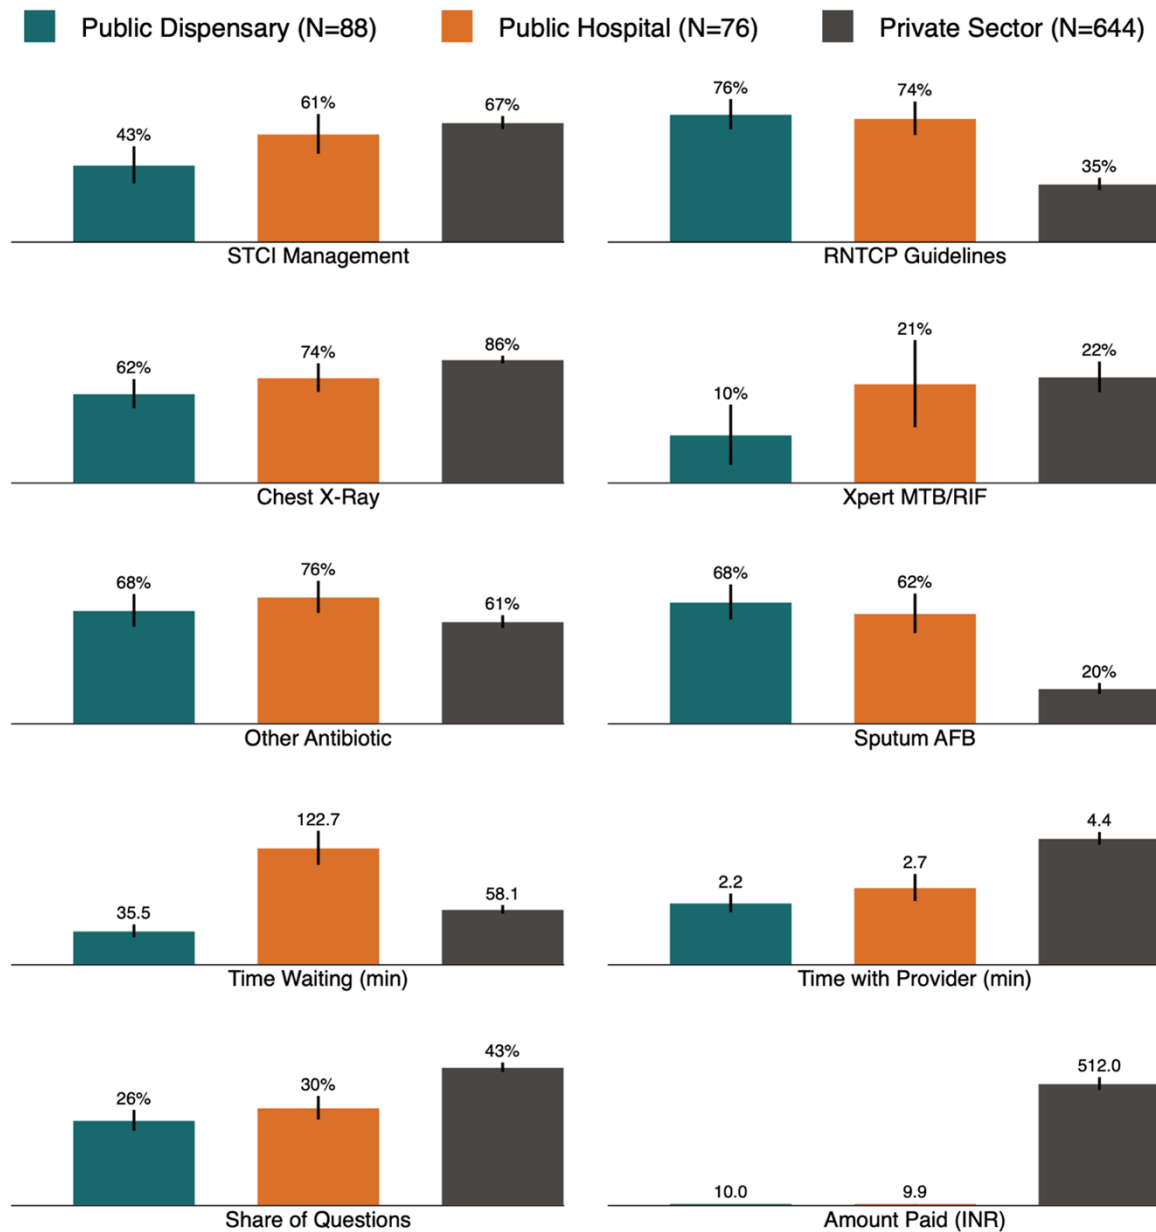 Public Dispensary (N=88) Public Hospital (N=76) Private Sector (N=644)
43% 61% 67%
STCI Management
76% 74% 35%
RNTCP Guidelines
62% 74% 86%
Chest X-Ray
10% 21% 22%
Xpert MTB/RIF
68% 76% 61%
Other Antibiotic
68% 62% 20%
Sputum AFB
35.5 122.7 58.1
Time Waiting (min)
2.2 2.7 4.4
Time with Provider (min)
26% 30% 43%
Share of Questions
10.0 9.9 512.0
Amount Paid (INR)